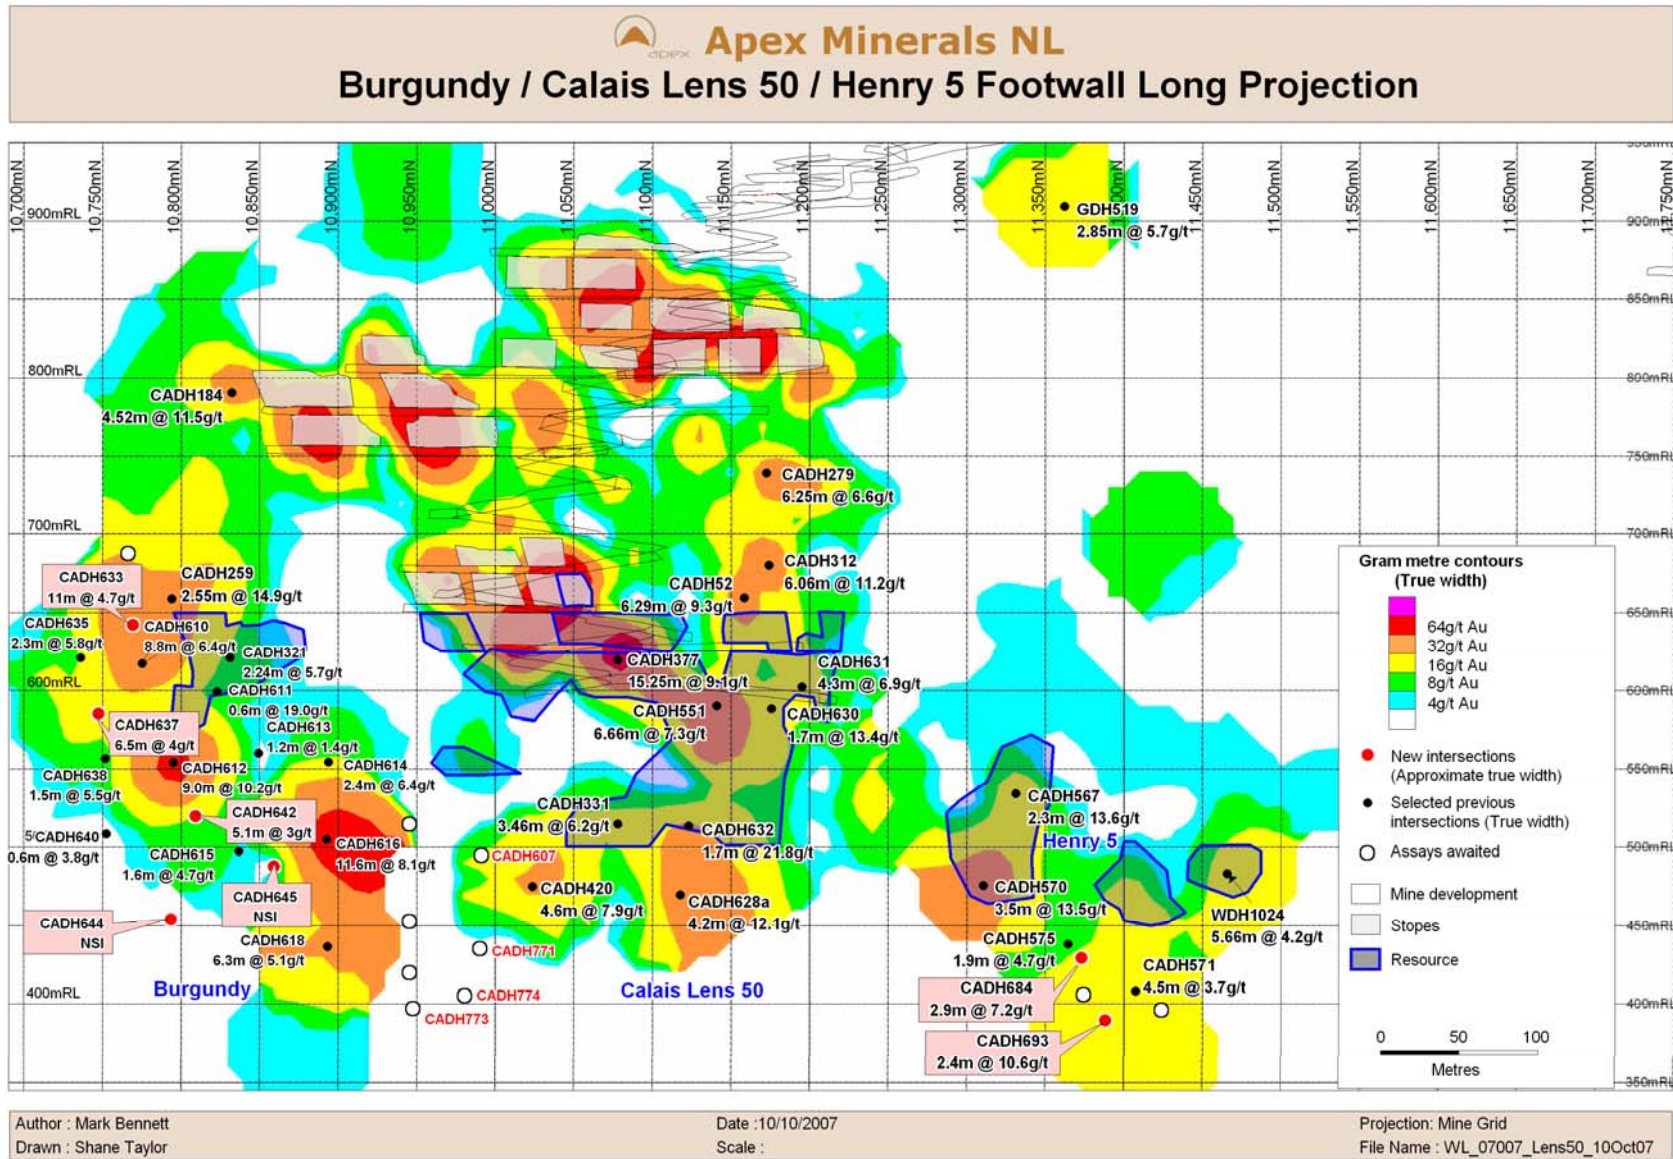 apex
Apex Minerals NL
Burgundy / Calais Lens 50 / Henry 5 Footwall Long Projection
10.700mN
10.750mN
10.800mN
10.850mN
10.900mN
10.950mN
11.000mN
11.050mN
11.100mN
11.150mN
11.200mN
11.250mN
11.300mN
11.350mN
11.400mN
11.450mN
11.500mN
11.550mN
11.600mN
11.650mN
11.750mN
900mRL
900mRL
GDH519
2.85m @ 5.7g/t
850mRL
800mRL
800mRL
CADH184
4.52m @ 11.5g/t
750mRL
CADH279
6.25m @ 6.6g/t
700mRL
700mRL
CADH633
11m @ 4.7g/t
CADH259
2.55m @ 14.9g/t
CADH52
6.29m @ 9.3g/t
CADH312
6.06m @ 11.2g/t
650mRL
CADH635
2.3m @ 5.8g/t
CADH610
8.8m @ 6.4g/t
CADH321
2.24m @ 5.7g/t
CADH377
15.25m @ 9.1g/t
CADH631
4.3m @ 6.9g/t
600mRL
600mRL
CADH611
0.6m @ 19.0g/t
CADH637
6.5m @ 4g/t
CADH613
1.2m @ 1.4g/t
CADH551
6.66m @ 7.3g/t
CADH630
1.7m @ 13.4g/t
CADH638
1.5m @ 5.5g/t
CADH612
9.0m @ 10.2g/t
CADH614
2.4m @ 6.4g/t
550mRL
CADH642
5.1m @ 3g/t
CADH331
3.46m @ 6.2g/t
CADH632
1.7m @ 21.8g/t
CADH567
2.3m @ 13.6g/t
Henry 5
CADH640
0.6m @ 3.8g/t
CADH615
1.6m @ 4.7g/t
CADH616
11.6m @ 8.1g/t
CADH607
500mRL
CADH645
NSI
CADH420
4.6m @ 7.9g/t
CADH628a
4.2m @ 12.1g/t
CADH570
3.5m @ 13.5g/t
WDH1024
5.66m @ 4.2g/t
CADH644
NSI
CADH618
6.3m @ 5.1g/t
CADH771
CADH575
1.9m @ 4.7g/t
CADH571
4.5m @ 3.7g/t
450mRL
Burgundy
Calais Lens 50
CADH774
CADH773
CADH684
2.9m @ 7.2g/t
400mRL
400mRL
CADH693
2.4m @ 10.6g/t
350mRL
Gram metre contours
(True width)
64g/t Au
32g/t Au
16g/t Au
8g/t Au
4g/t Au
New intersections
(Approximate true width)
Selected previous
intersections (True width)
Assays awaited
Mine development
Stopes
Resource
0 50 100
Metres
Author : Mark Bennett
Date :10/10/2007
Projection: Mine Grid
Drawn : Shane Taylor
Scale :
File Name : WL_07007_Lens50_10Oct07